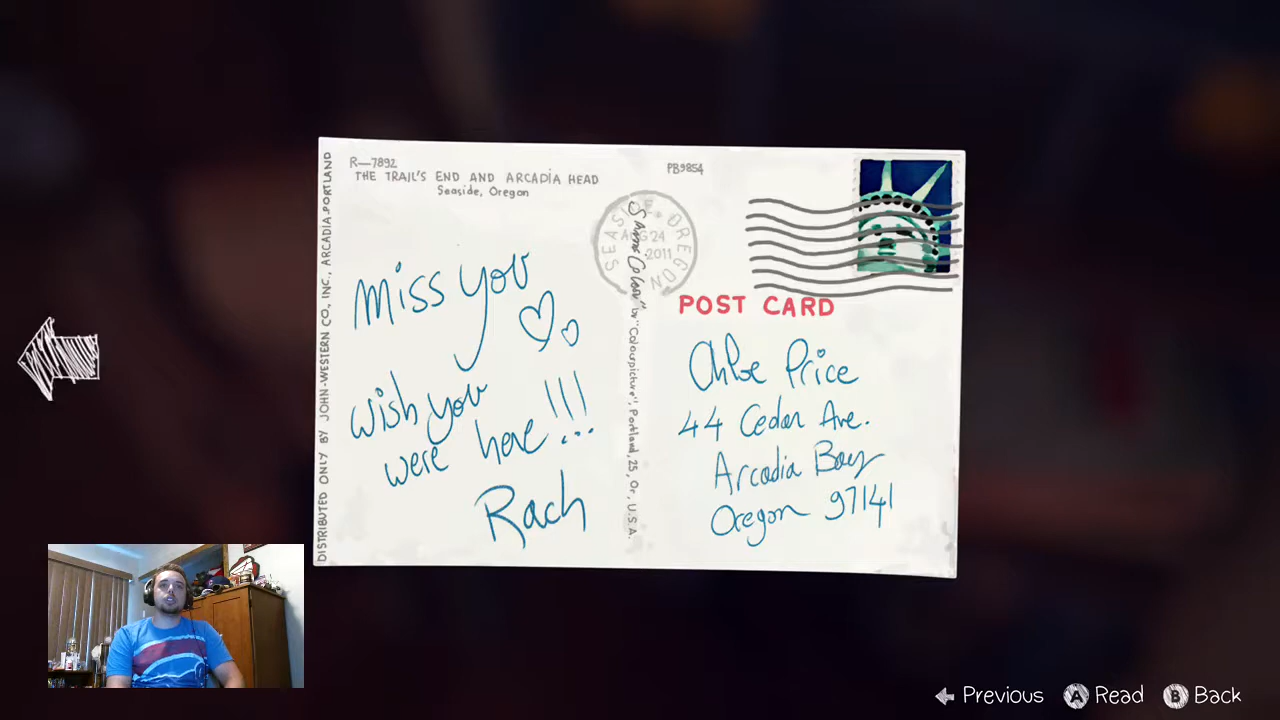 R—7892
THE TRAIL'S END AND ARCADIA HEAD
Seaside, Oregon
PB9854
DISTRIBUTED ONLY BY JOHN-WESTERN CO., INC., ARCADIA-PORTLAND
Miss you
Wish you
were here!!!
Rach
SEASIDE. OREGON
AUG 24
2011
by "Colourpicture", Portland, 25, Or, U.S.A.
POST CARD
Chloe Price
44 Cedar Ave.
Arcadia Bay
Oregon 97141
Previous
A Read
B Back